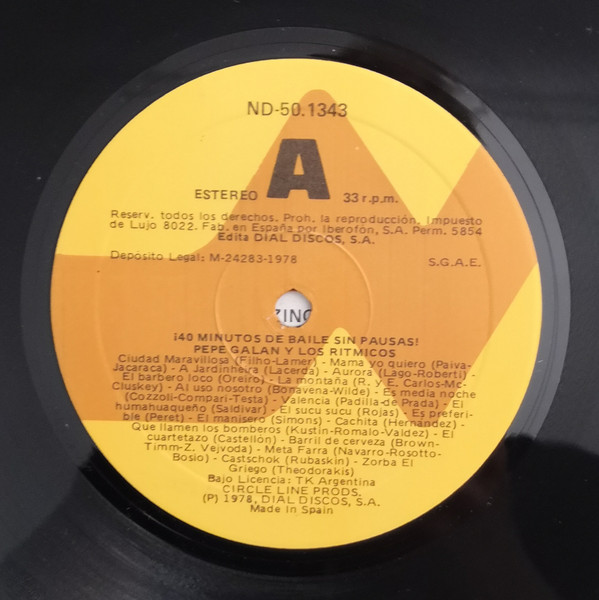 ND-50.1343
A
ESTEREO 33 r.p.m.
Reserv. todos los derechos. Proh. la reproducción. Impuesto
de Lujo 8022. Fab. en España por Iberofón, S.A. Perm. 5854
Edita DIAL DISCOS, S.A.
Depósito Legal: M-24283-1978 S.G.A.E.
ZINC
¡40 MINUTOS DE BAILE SIN PAUSAS!
PEPE GALAN Y LOS RITMICOS
Ciudad Maravillosa (Filho-Lamer) - Mama yo quiero (Paiva-
Jacaraca) - A Jardinheira (Lacerda) - Aurora (Lago-Roberti) -
El barbero loco (Oreiro) - La montaña (R. y E. Carlos-Mc-
Cluskey) - Al uso nosotro (Bonavena-Wilde) - Es media noche
(Cozzoli-Compari-Testa) - Valencia (Padilla-de Prada) - El
humahuaqueño (Saldivar) - El sucu sucu (Rojas) - Es preferi-
ible (Peret) - El manisero (Simons) - Cachita (Hernández) -
Que llamen los bomberos (Kustin-Romalo-Valdez) - El
cuartetazo (Castellón) - Barril de cerveza (Brown-
Timm-Z. Vejvoda) - Meta Farra (Navarro-Rosotto-
Bosio) - Castschok (Rubaskin) - Zorba El
Griego (Theodorakis)
Bajo Licencia: TK Argentina
CIRCLE LINE PRODS.
(P) 1978, DIAL DISCOS, S.A.
Made In Spain